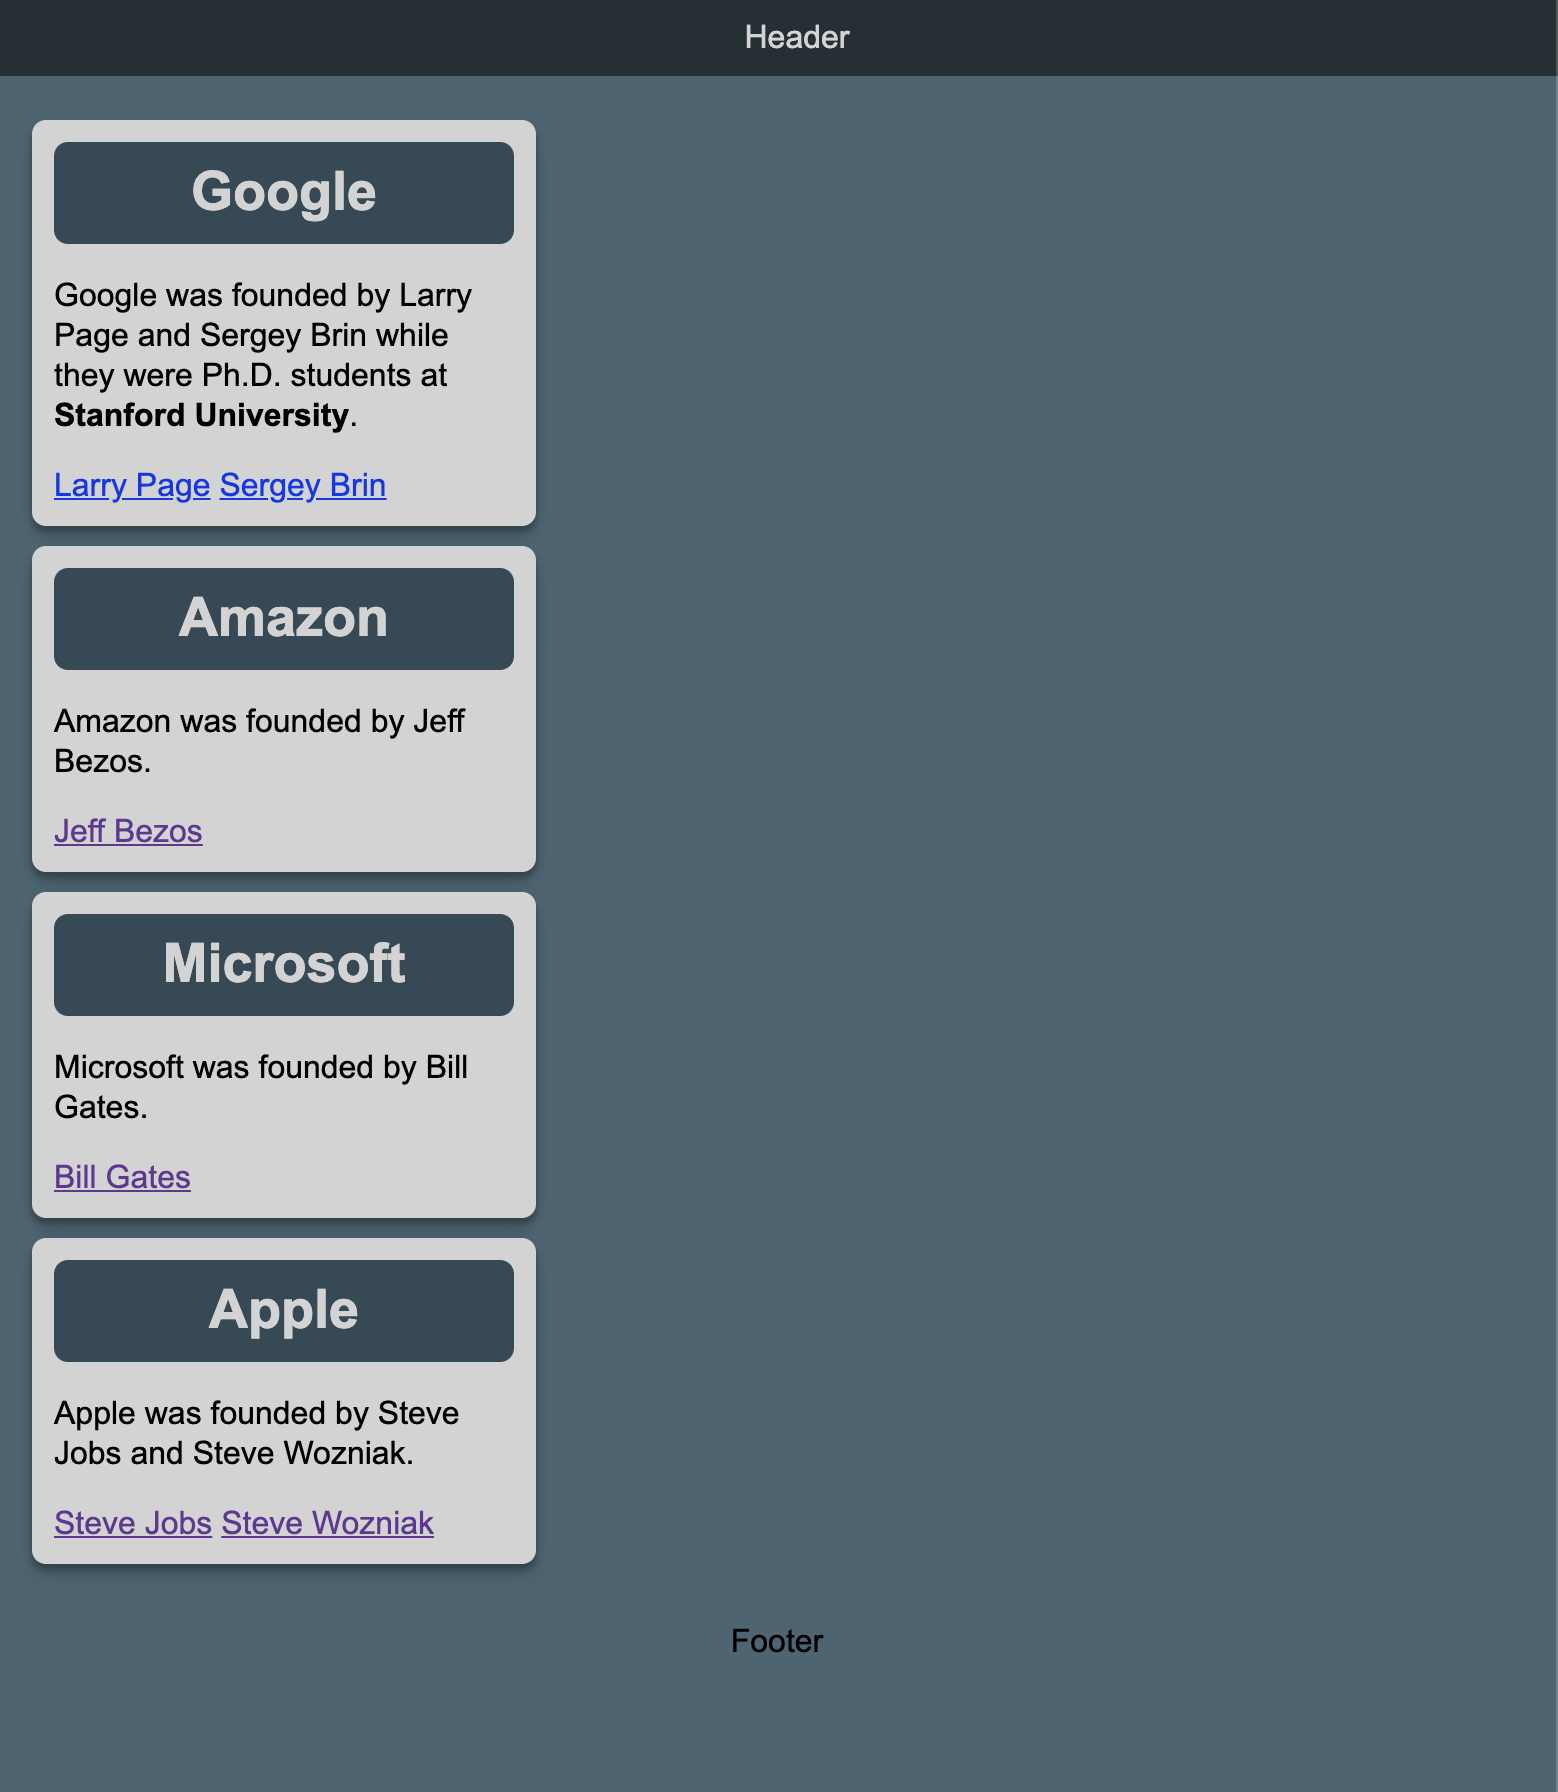 Header
Google
Google was founded by Larry
Page and Sergey Brin while
they were Ph.D. students at
Stanford University.
Larry Page Sergey Brin
Amazon
Amazon was founded by Jeff
Bezos.
Jeff Bezos
Microsoft
Microsoft was founded by Bill
Gates.
Bill Gates
Apple
Apple was founded by Steve
Jobs and Steve Wozniak.
Steve Jobs Steve Wozniak
Footer